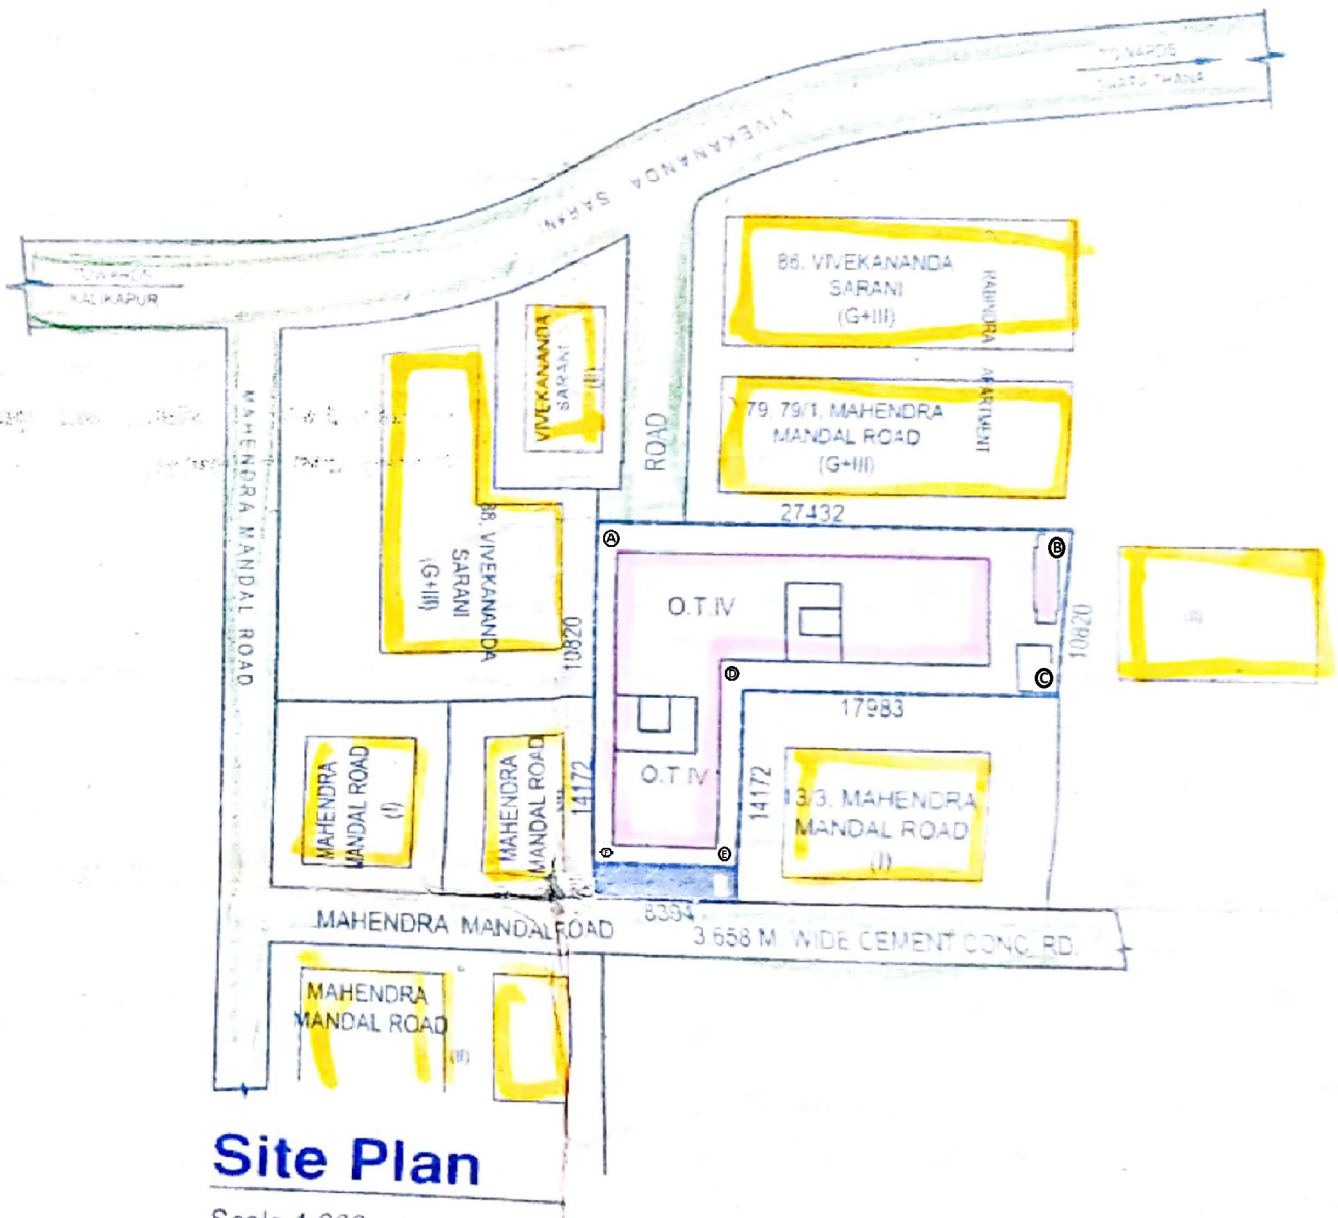 TOWARDS
VIVEKANANDA SARANI
TOWARDS
KALIKAPUR
86, VIVEKANANDA
SARANI
(G+III)
RABINDRA APARTMENT
VIVEKANANDA
SARANI
(II)
79, 79/1, MAHENDRA
MANDAL ROAD
(G+III)
ROAD
MAHENDRA MANDAL ROAD
88, VIVEKANANDA
SARANI
(G+III)
27432
A
B
O.T.IV
10820
10820
D
C
17983
O.T IV
14172
14172
MAHENDRA
MANDAL ROAD
(I)
MAHENDRA
MANDAL ROAD
13/3, MAHENDRA
MANDAL ROAD
(I)
F
E
8394
MAHENDRA MANDAL ROAD
3.658 M. WIDE CEMENT CONC. RD.
MAHENDRA
MANDAL ROAD
(III)
Site Plan